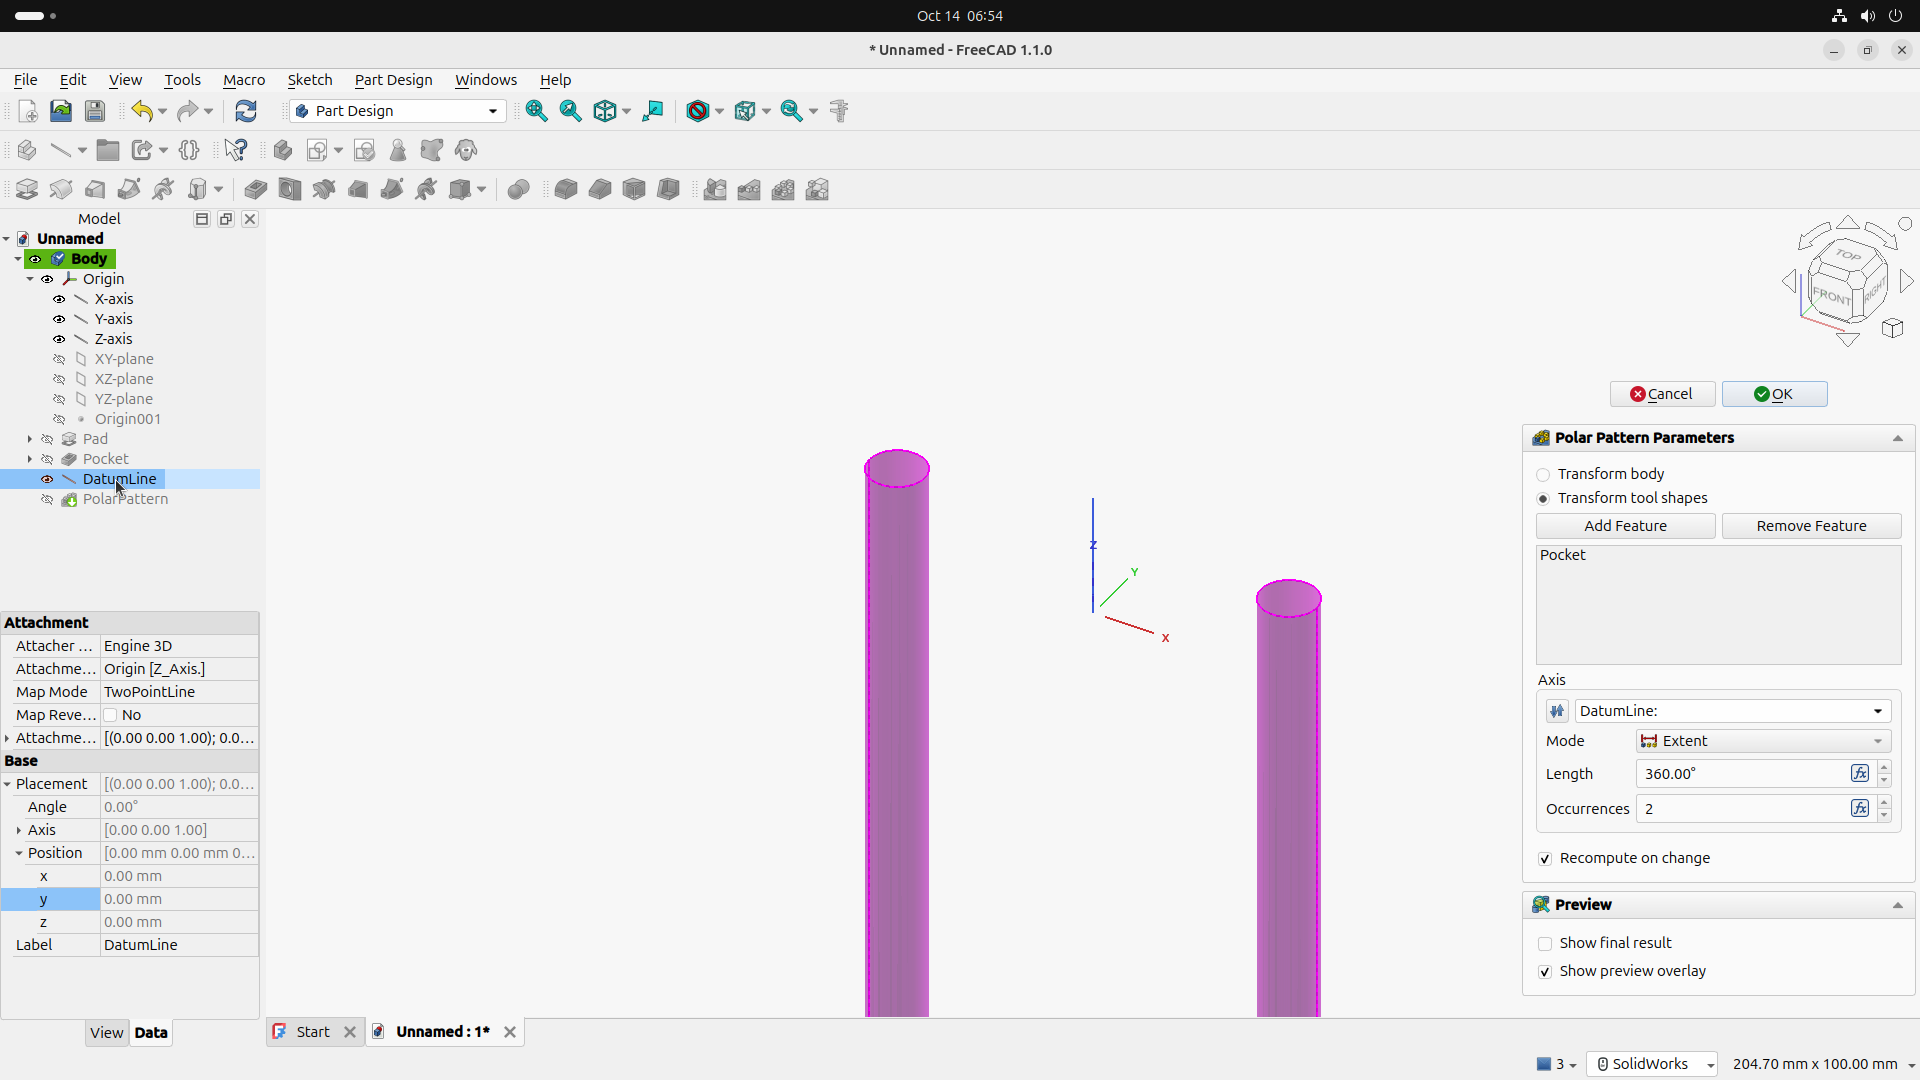 Oct 14 06:54
* Unnamed - FreeCAD 1.1.0
File Edit View Tools Macro Sketch Part Design Windows Help
Part Design
Model
Unnamed
Body
Origin
X-axis
Y-axis
Z-axis
XY-plane
XZ-plane
YZ-plane
Origin001
Pad
Pocket
DatumLine
PolarPattern
Attachment
Attacher ... Engine 3D
Attachme... Origin [Z_Axis.]
Map Mode TwoPointLine
Map Reve... No
Attachme... [(0.00 0.00 1.00); 0.0...
Base
Placement [(0.00 0.00 1.00); 0.0...
Angle 0.00°
Axis [0.00 0.00 1.00]
Position [0.00 mm 0.00 mm 0...
x 0.00 mm
y 0.00 mm
z 0.00 mm
Label DatumLine
View Data
Z
Y
X
TOP
FRONT
RIGHT
Cancel OK
Polar Pattern Parameters
Transform body
Transform tool shapes
Add Feature Remove Feature
Pocket
Axis
DatumLine:
Mode Extent
Length 360.00°
Occurrences 2
Recompute on change
Preview
Show final result
Show preview overlay
Start Unnamed : 1*
3 SolidWorks 204.70 mm x 100.00 mm